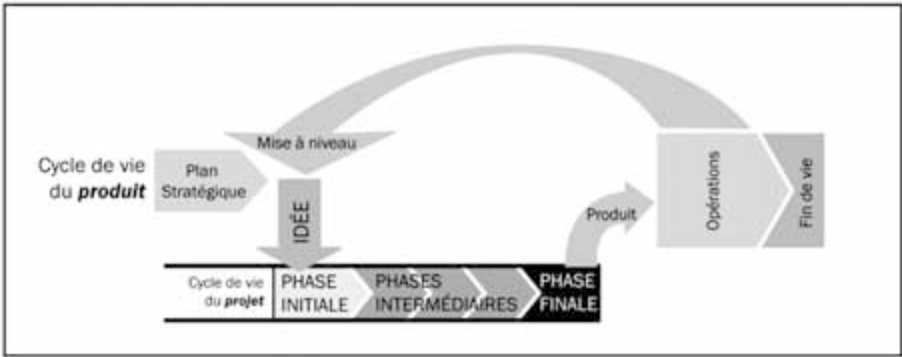 Mise à niveau
Cycle de vie
du produit
Plan
Stratégique
IDÉE
Produit
Opérations
Fin de vie
Cycle de vie
du projet
PHASE
INITIALE
PHASES
INTERMÉDIAIRES
PHASE
FINALE